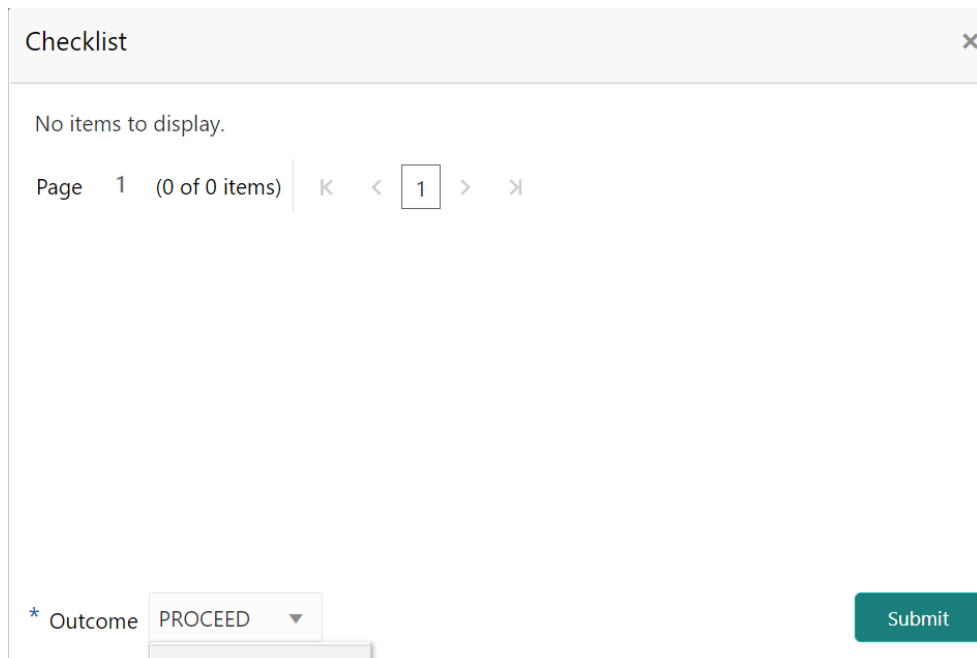 Checklist
No items to display.
Page 1 (0 of 0 items) 1
* Outcome PROCEED Submit